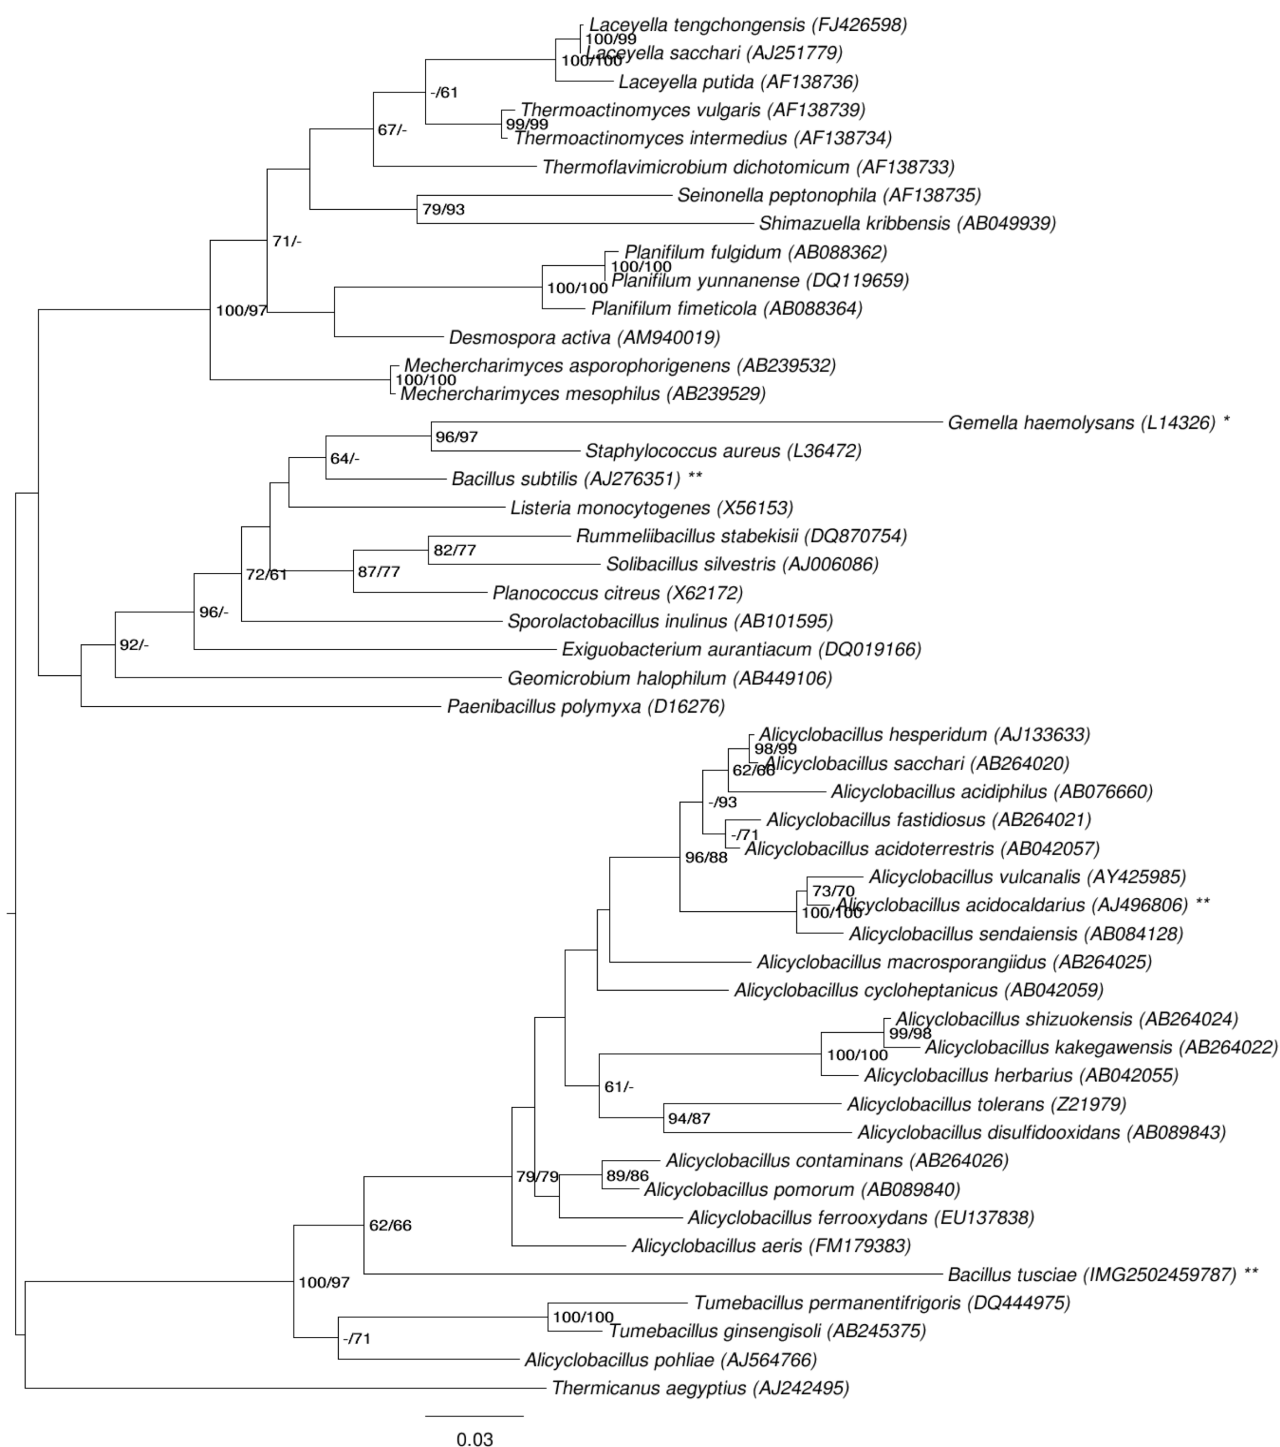 Laceyella tengchongensis (FJ426598)
100/99
Laceyella sacchari (AJ251779)
100/100
Laceyella putida (AF138736)
-/61
Thermoactinomyces vulgaris (AF138739)
99/99
67/-
Thermoactinomyces intermedius (AF138734)
Thermoflavimicrobium dichotomicum (AF138733)
Seinonella peptonophila (AF138735)
79/93
Shimazuella kribbensis (AB049939)
71/-
Planifilum fulgidum (AB088362)
100/100
Planifilum yunnanense (DQ119659)
100/100
Planifilum fimeticola (AB088364)
100/97
Desmospora activa (AM940019)
Mechercharimyces asporophorigenens (AB239532)
100/100
Mechercharimyces mesophilus (AB239529)
Gemella haemolysans (L14326) *
96/97
Staphylococcus aureus (L36472)
64/-
Bacillus subtilis (AJ276351) **
Listeria monocytogenes (X56153)
Rummeliibacillus stabekisii (DQ870754)
82/77
Solibacillus silvestris (AJ006086)
72/61
87/77
Planococcus citreus (X62172)
96/-
Sporolactobacillus inulinus (AB101595)
92/-
Exiguobacterium aurantiacum (DQ019166)
Geomicrobium halophilum (AB449106)
Paenibacillus polymyxa (D16276)
Alicyclobacillus hesperidum (AJ133633)
98/99
Alicyclobacillus sacchari (AB264020)
62/66
Alicyclobacillus acidiphilus (AB076660)
-/93
Alicyclobacillus fastidiosus (AB264021)
-/71
Alicyclobacillus acidoterrestris (AB042057)
96/88
Alicyclobacillus vulcanalis (AY425985)
73/70
Alicyclobacillus acidocaldarius (AJ496806) **
100/100
Alicyclobacillus sendaiensis (AB084128)
Alicyclobacillus macrosporangiidus (AB264025)
Alicyclobacillus cycloheptanicus (AB042059)
Alicyclobacillus shizuokensis (AB264024)
99/98
Alicyclobacillus kakegawensis (AB264022)
100/100
Alicyclobacillus herbarius (AB042055)
61/-
Alicyclobacillus tolerans (Z21979)
94/87
Alicyclobacillus disulfidooxidans (AB089843)
Alicyclobacillus contaminans (AB264026)
79/79
89/86
Alicyclobacillus pomorum (AB089840)
Alicyclobacillus ferrooxydans (EU137838)
62/66
Alicyclobacillus aeris (FM179383)
Bacillus tusciae (IMG2502459787) **
100/97
Tumebacillus permanentifrigoris (DQ444975)
100/100
Tumebacillus ginsengisoli (AB245375)
-/71
Alicyclobacillus pohliae (AJ564766)
Thermicanus aegyptius (AJ242495)
0.03